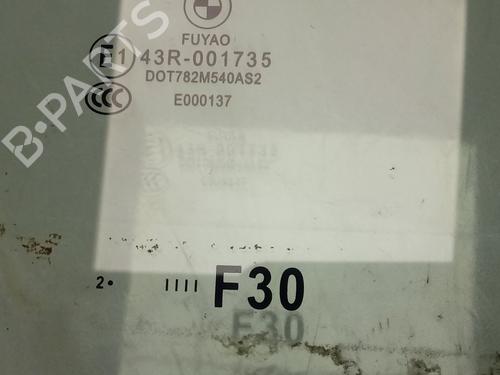 FUYAO
E1 43R-001735
DOT782M540AS2
CCC E000137
2• IIII F30
F30
B-PARTS